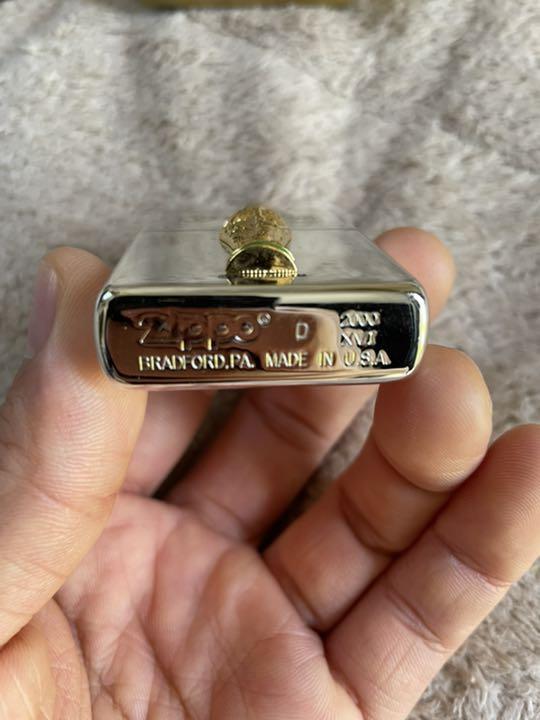 Zippo® D 2000
XVI
BRADFORD,PA. MADE IN U.S.A.